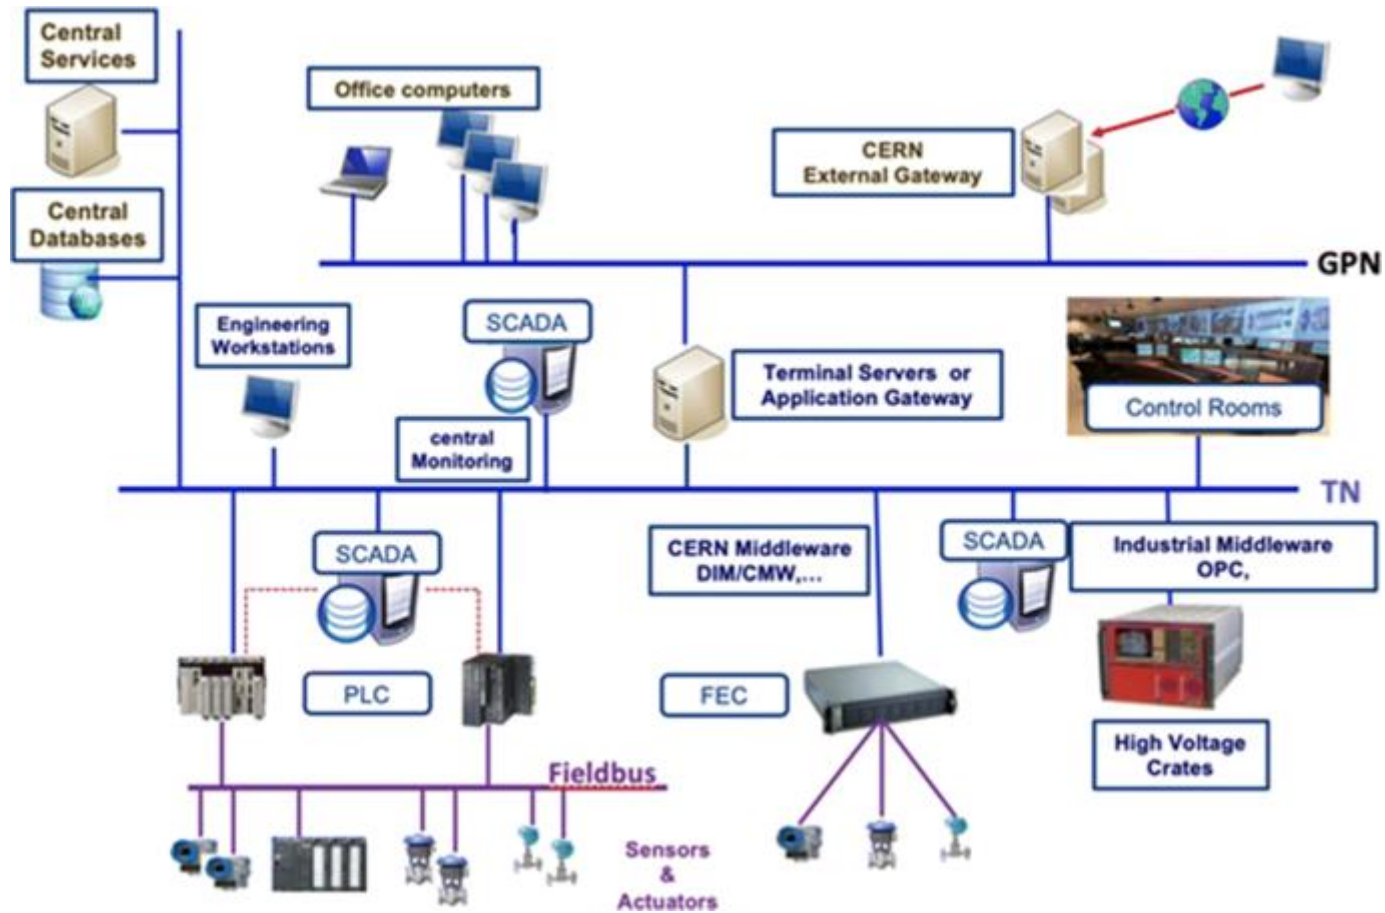 Central
Services
Office computers
CERN
External Gateway
Central
Databases
GPN
Engineering
Workstations
SCADA
Terminal Servers or
Application Gateway
Control Rooms
central
Monitoring
TN
SCADA
CERN Middleware
DIM/CMW,...
SCADA
Industrial Middleware
OPC,
PLC
FEC
High Voltage
Crates
Fieldbus
Sensors
&
Actuators